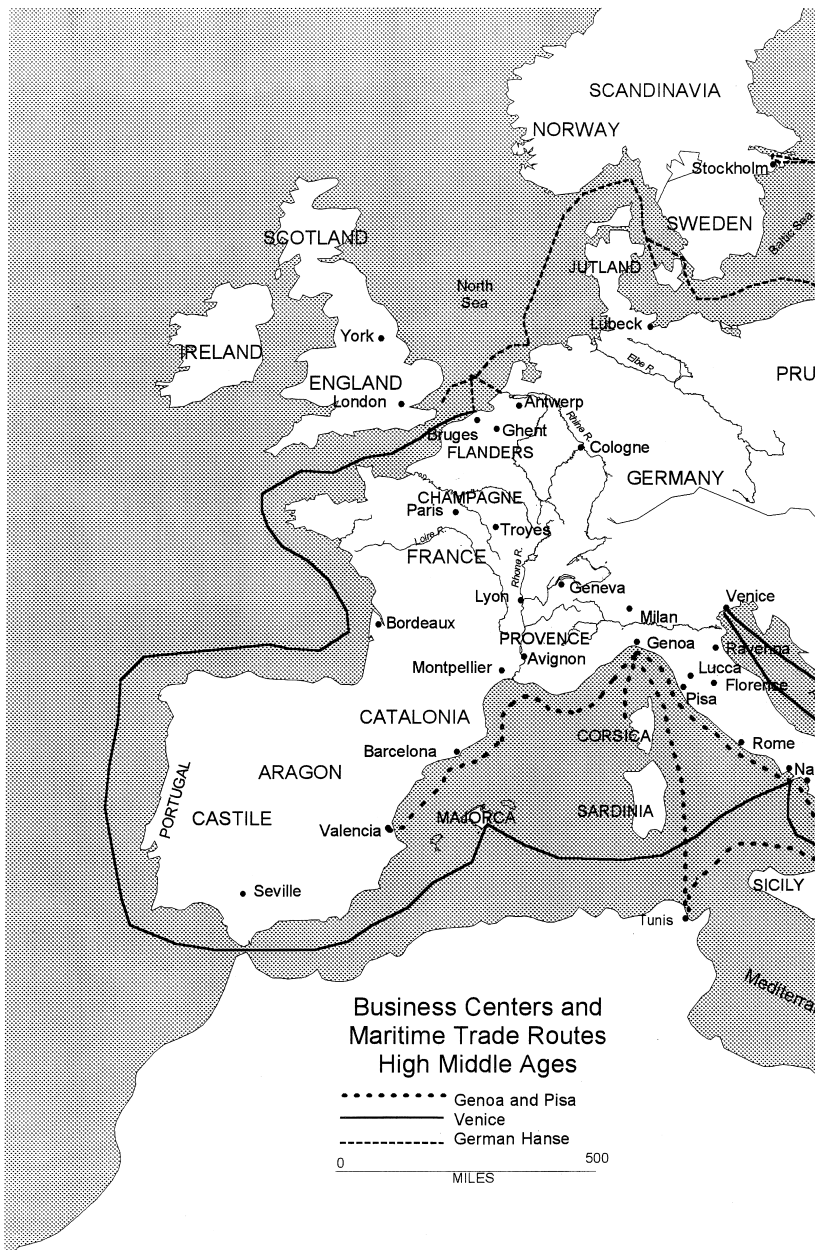 SCANDINAVIA
NORWAY
Stockholm
SCOTLAND
SWEDEN
Baltic Sea
JUTLAND
North
Sea
Lübeck
York
IRELAND
Elbe R.
PRU
ENGLAND
London
Antwerp
Rhine R.
Bruges
Ghent
Cologne
FLANDERS
GERMANY
CHAMPAGNE
Paris
Troyes
Loire R.
FRANCE
Rhone R.
Geneva
Lyon
Venice
Milan
Bordeaux
PROVENCE
Genoa
Ravenna
Avignon
Montpellier
Lucca
Florence
Pisa
CATALONIA
CORSICA
Rome
Barcelona
ARAGON
Na
PORTUGAL
CASTILE
MAJORCA
SARDINIA
Valencia
SICILY
Seville
Tunis
Mediterra
Business Centers and
Maritime Trade Routes
High Middle Ages
Genoa and Pisa
Venice
German Hanse
0 500
MILES